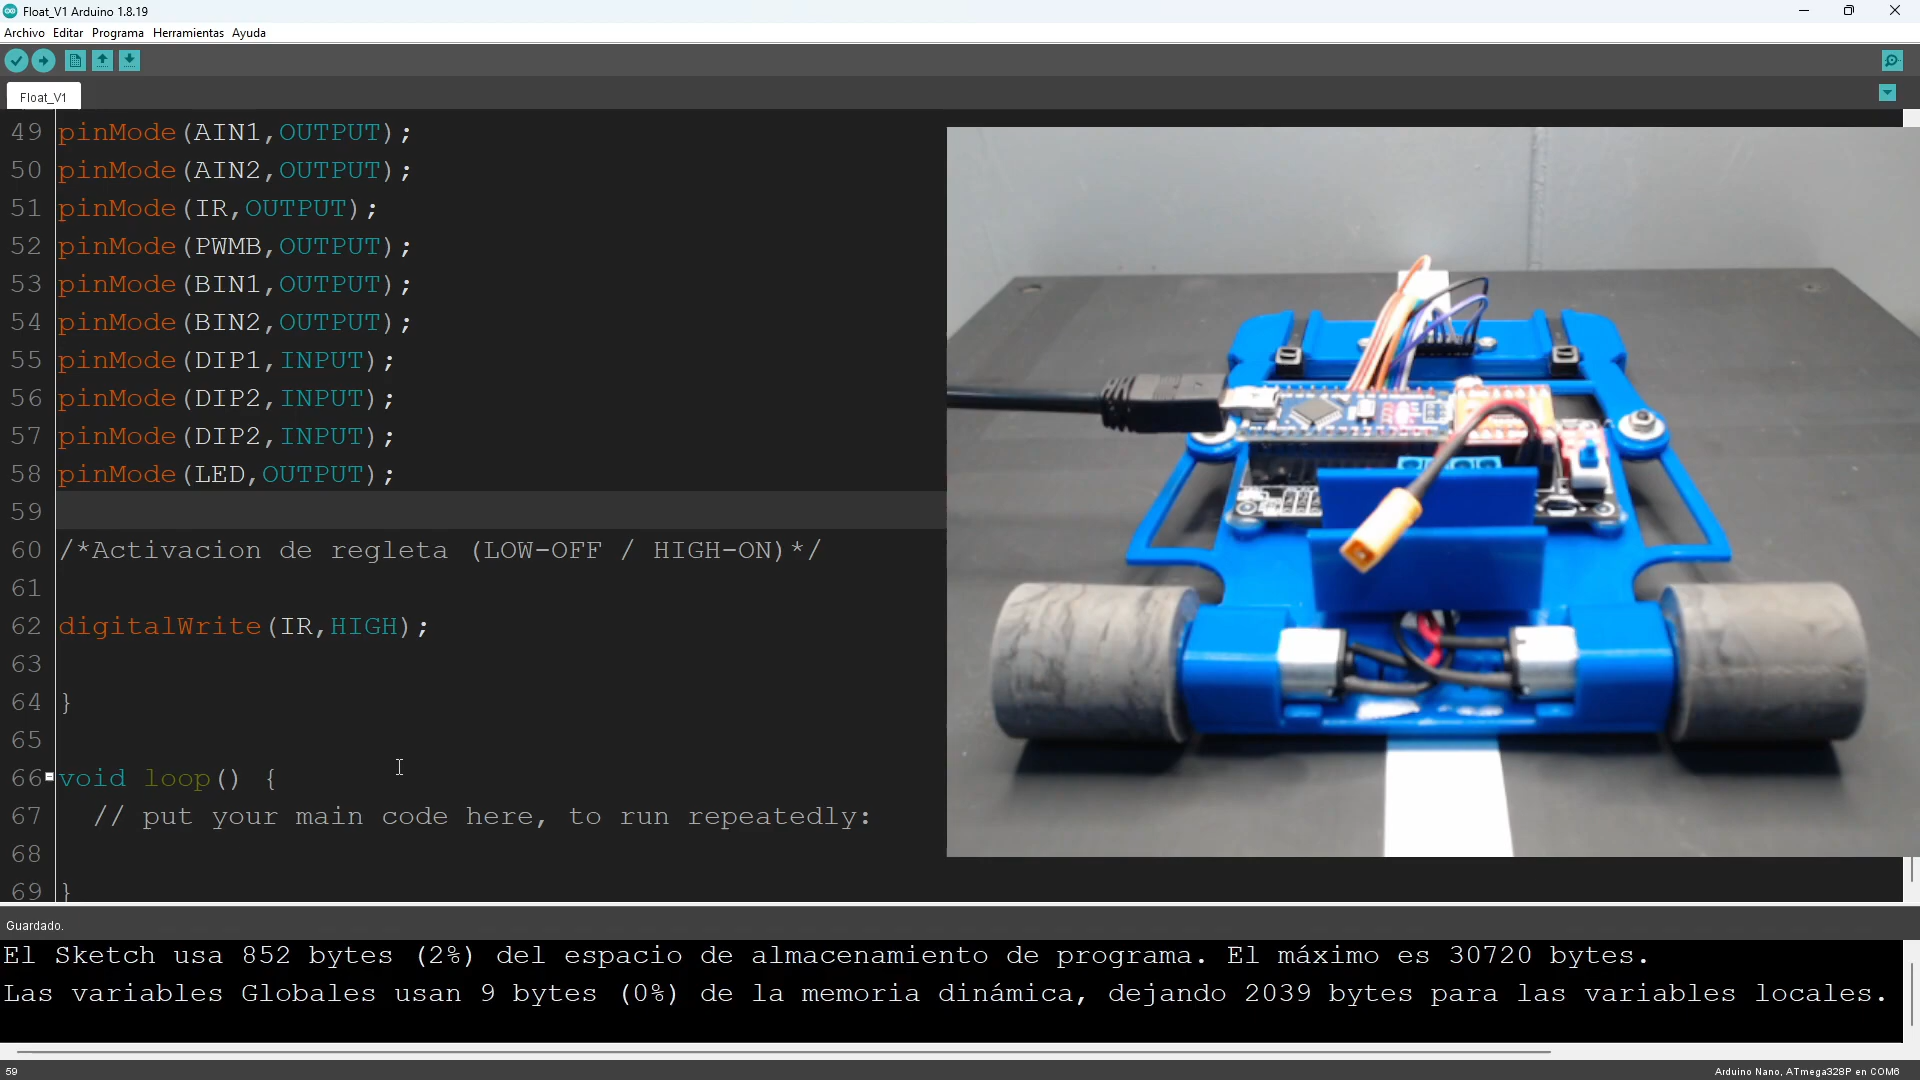 Float_V1 Arduino 1.8.19
Archivo Editar Programa Herramientas Ayuda
Float_V1
49 pinMode(AIN1,OUTPUT);
50 pinMode(AIN2,OUTPUT);
51 pinMode(IR,OUTPUT);
52 pinMode(PWMB,OUTPUT);
53 pinMode(BIN1,OUTPUT);
54 pinMode(BIN2,OUTPUT);
55 pinMode(DIP1,INPUT);
56 pinMode(DIP2,INPUT);
57 pinMode(DIP2,INPUT);
58 pinMode(LED,OUTPUT);
59
60 /*Activacion de regleta (LOW-OFF / HIGH-ON)*/
61
62 digitalWrite(IR,HIGH);
63
64 }
65
66 void loop() {
67 // put your main code here, to run repeatedly:
68
69 }
Guardado.
El Sketch usa 852 bytes (2%) del espacio de almacenamiento de programa. El máximo es 30720 bytes.
Las variables Globales usan 9 bytes (0%) de la memoria dinámica, dejando 2039 bytes para las variables locales.
59
Arduino Nano, ATmega328P en COM6